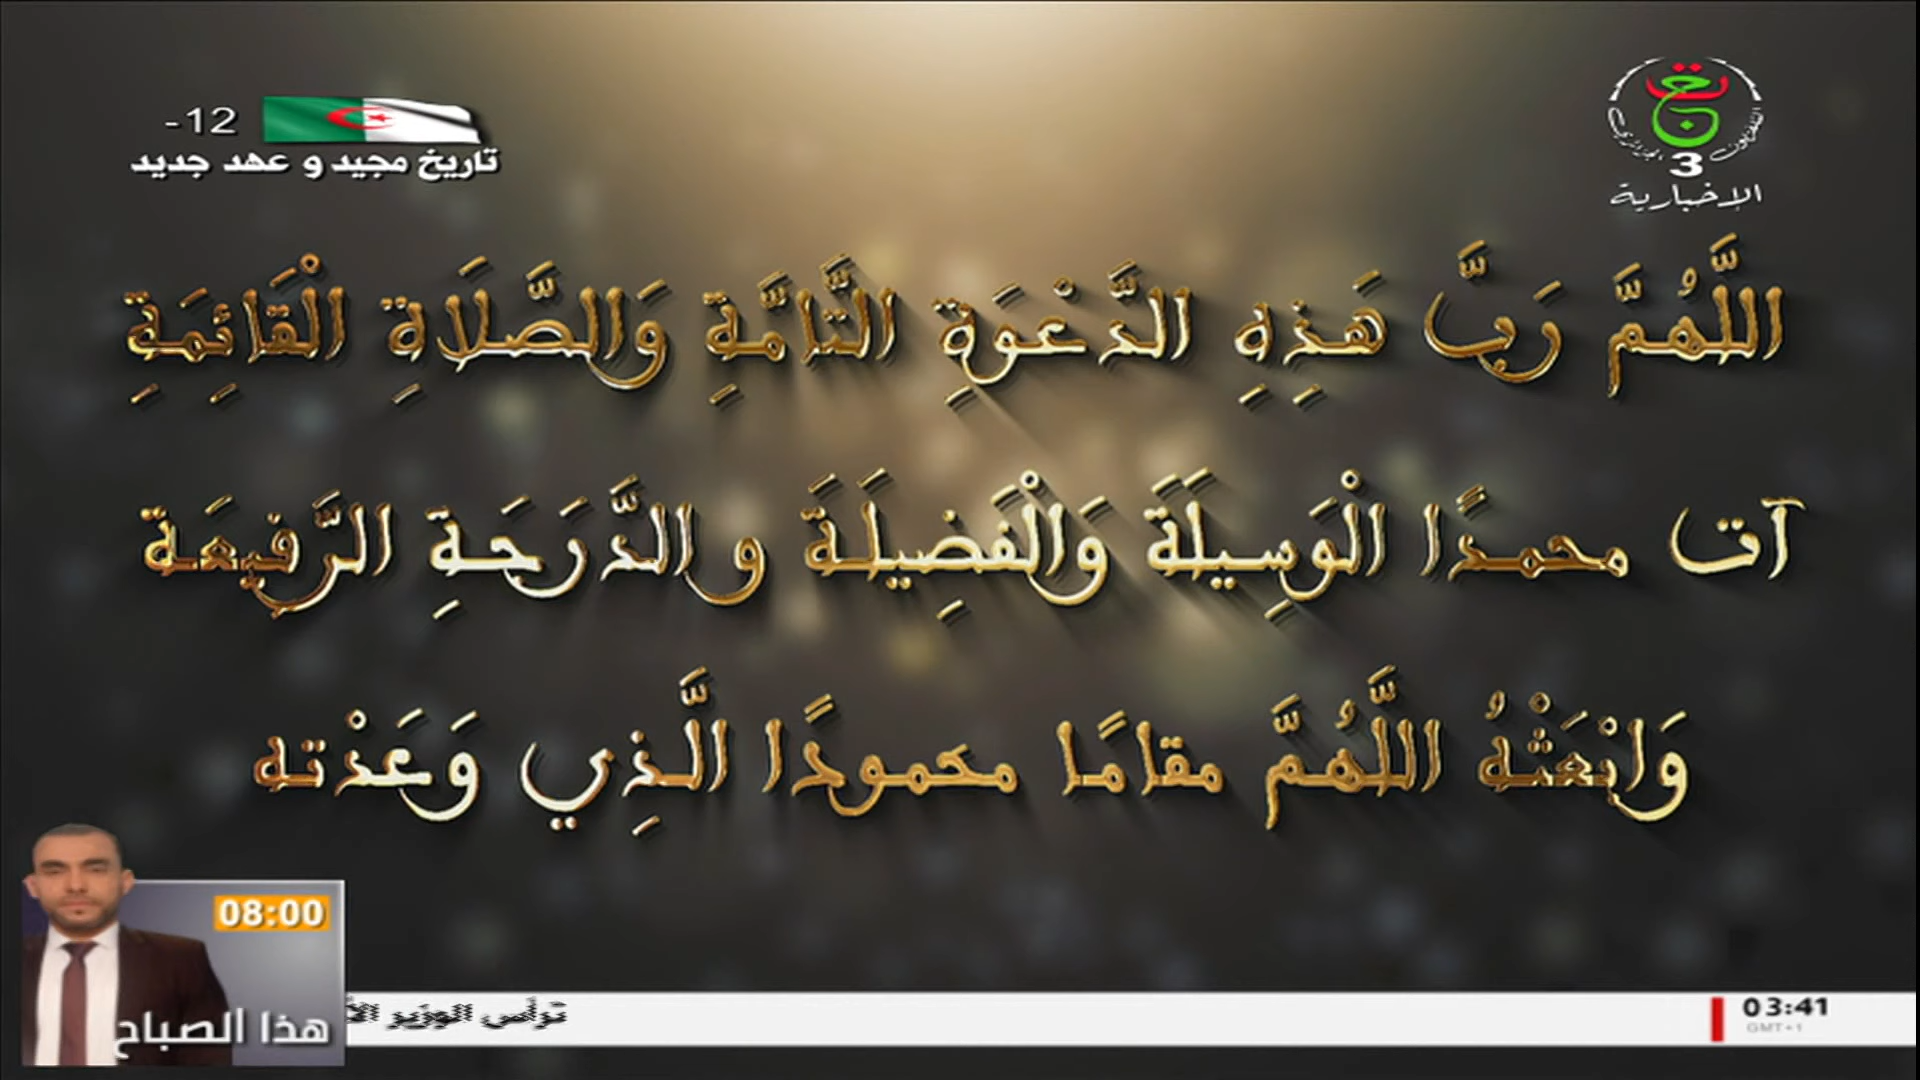 -12
تاريخ مجيد و عهد جديد
3
الاخبارية
اللَّهُمَّ رَبَّ هَذِهِ الدَّعْوَةِ التَّامَّةِ وَالصَّلَاةِ الْقَائِمَةِ
آت محمدًا الْوَسِيلَةَ وَالْفَضِيلَةَ و الدَّرَجَةِ الرَّفِيعَة
وَابْعَثْهُ اللَّهُمَّ مقامًا محمودًا الَّذِي وَعَدْته
08:00
هذا الصباح
ترأس الوزير
03:41
GMT+1